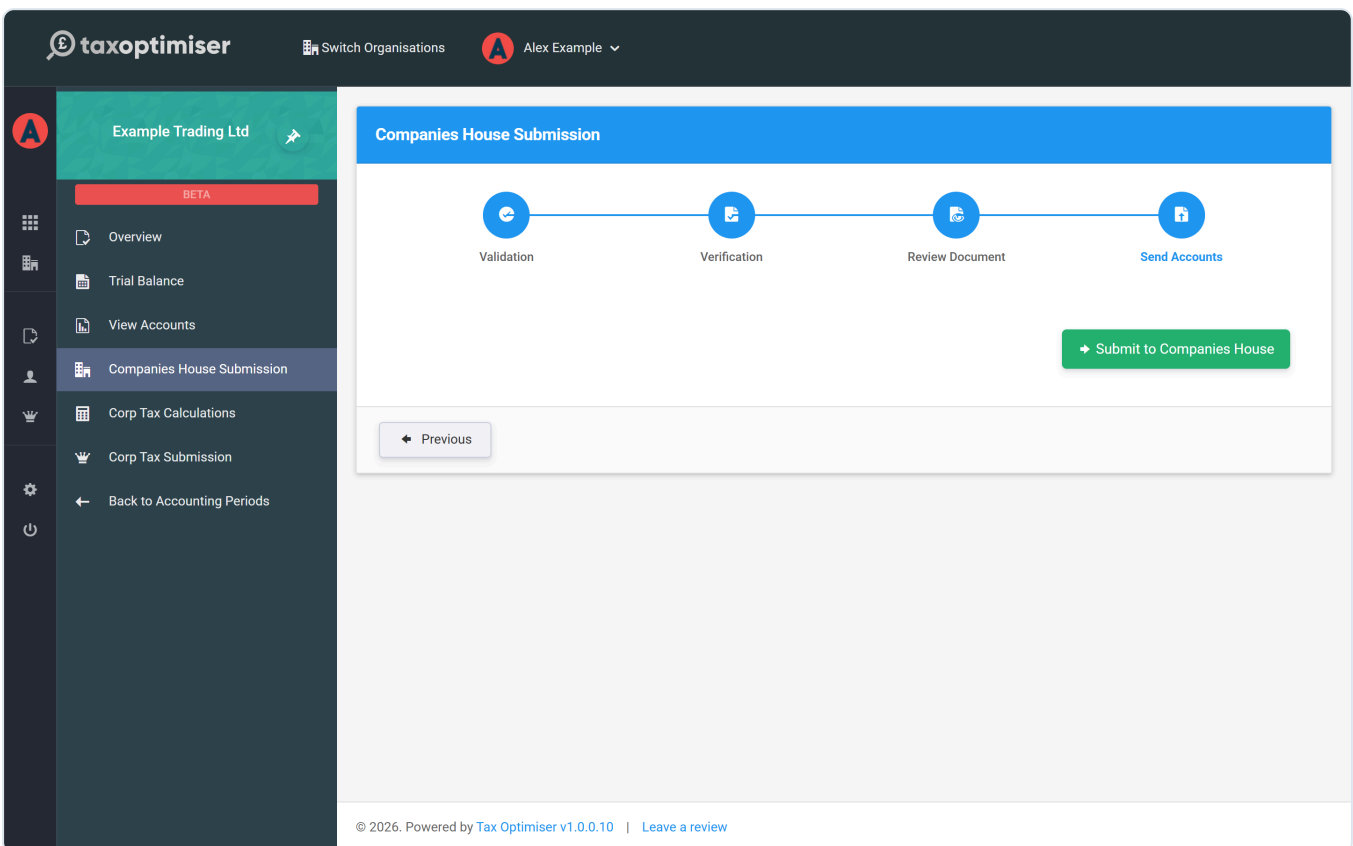 taxoptimiser
Switch Organisations
Alex Example
Example Trading Ltd
BETA
Overview
Trial Balance
View Accounts
Companies House Submission
Corp Tax Calculations
Corp Tax Submission
Back to Accounting Periods
Companies House Submission
Validation
Verification
Review Document
Send Accounts
Submit to Companies House
Previous
© 2026. Powered by Tax Optimiser v1.0.0.10 | Leave a review